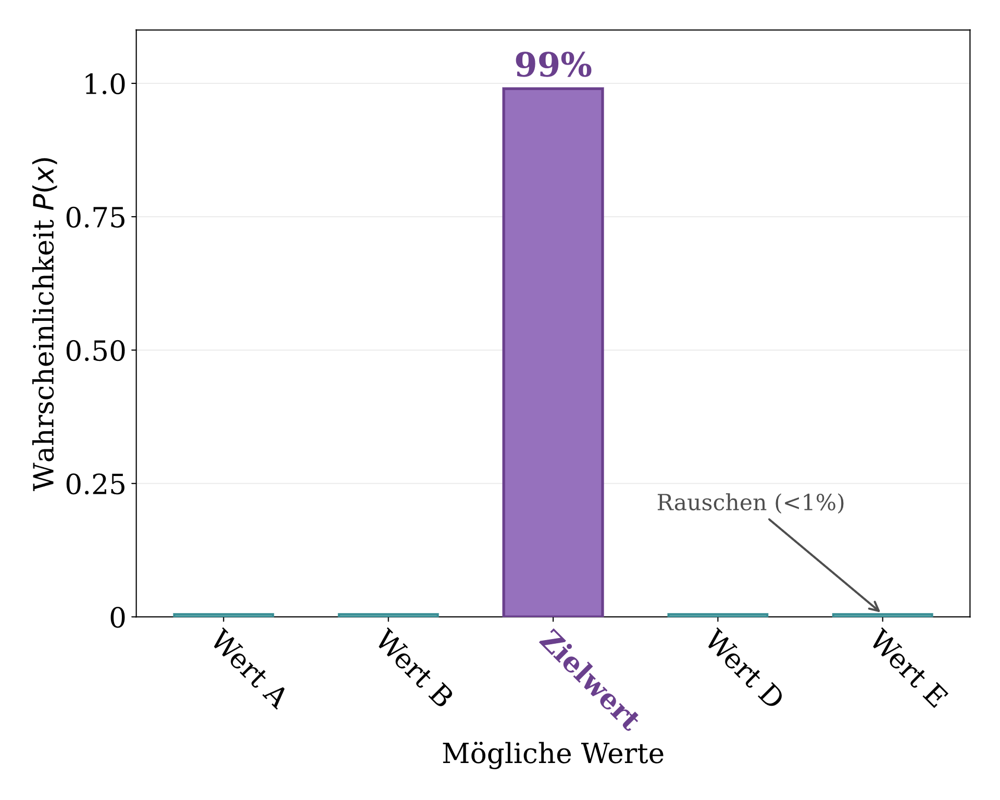 99%
1.0
0.75
0.50
0.25
0
Wahrscheinlichkeit P(x)
Rauschen (<1%)
Wert A
Wert B
Zielwert
Wert D
Wert E
Mögliche Werte